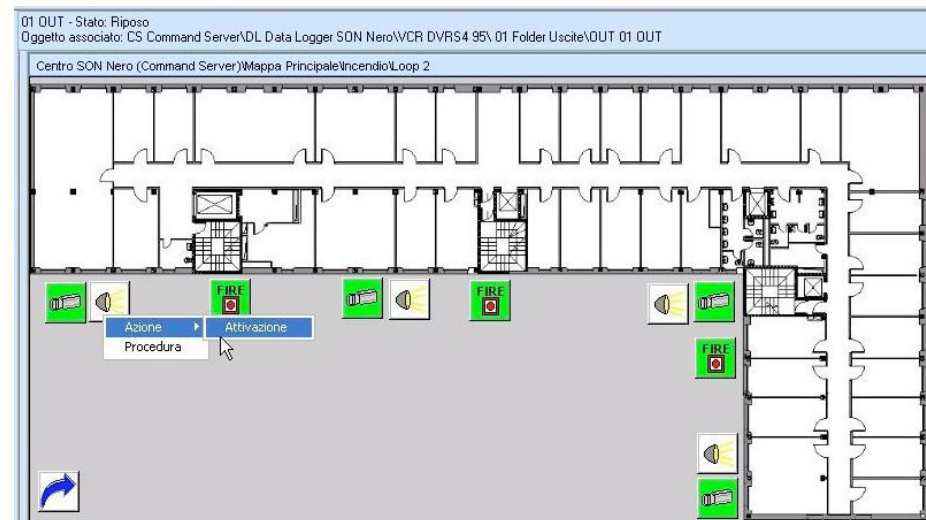 01 OUT - Stato: Riposo
Oggetto associato: CS Command Server\DL Data Logger SON Nero\VCR DVRS4 95\ 01 Folder Uscite\OUT 01 OUT
Centro SON Nero (Command Server)\Mappa Principale\Incendio\Loop 2
FIRE
FIRE
Azione
Attivazione
Procedura
FIRE